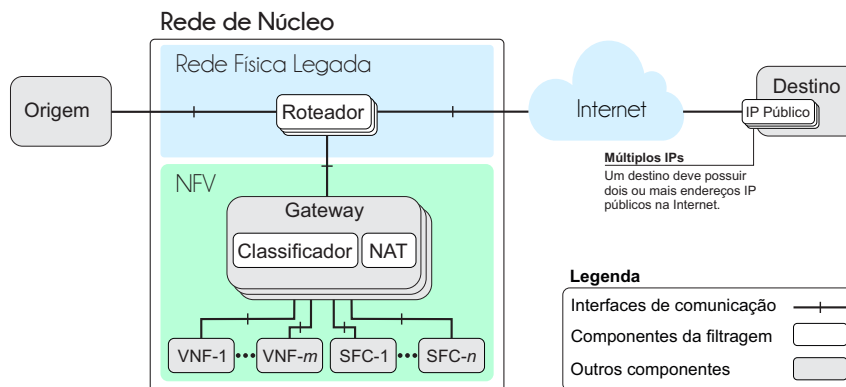 Rede de Núcleo
Rede Física Legada
Origem
Roteador
Internet
Destino
IP Público
Múltiplos IPs
Um destino deve possuir
dois ou mais endereços IP
públicos na Internet.
NFV
Gateway
Classificador
NAT
VNF-1
VNF-m
SFC-1
SFC-n
Legenda
Interfaces de comunicação
Componentes da filtragem
Outros componentes